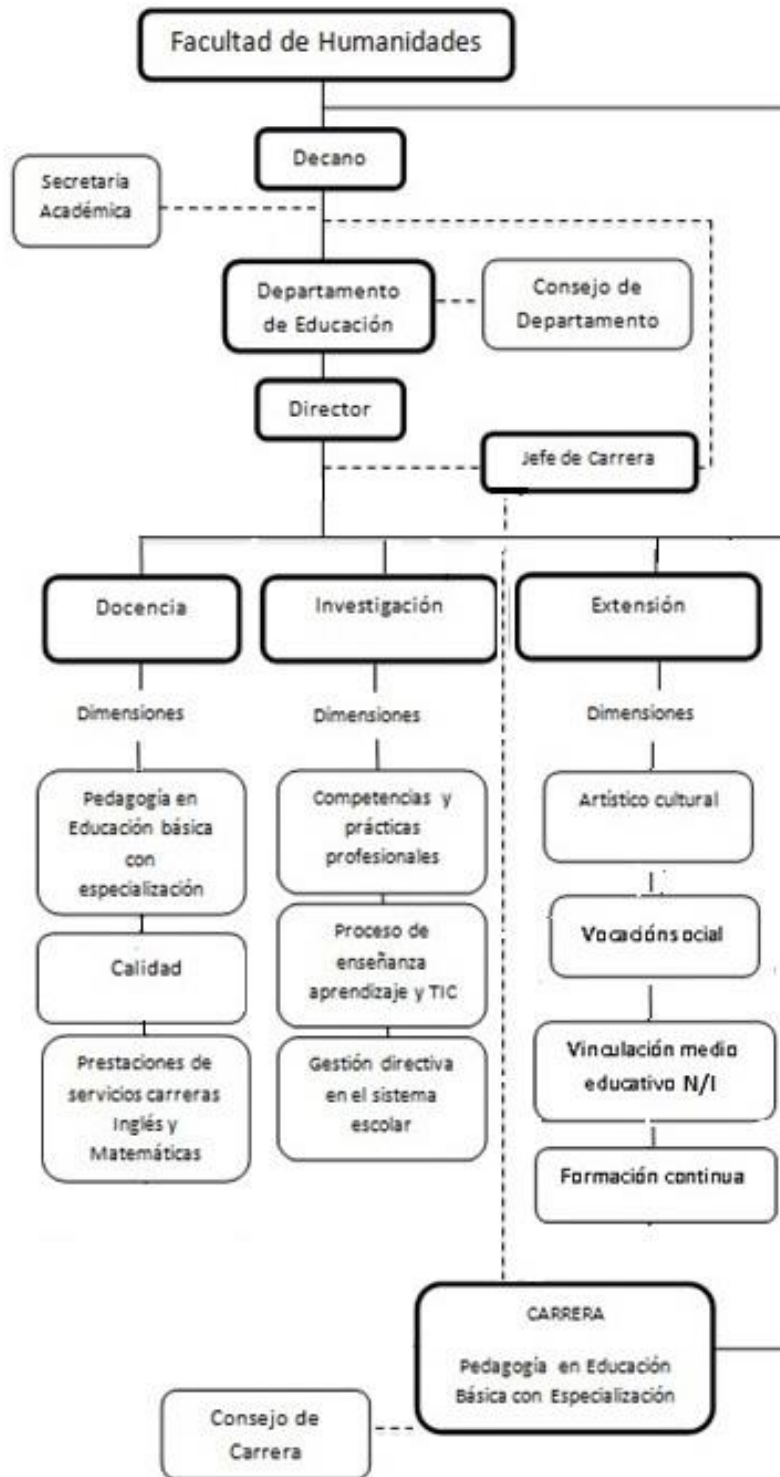 Facultad de Humanidades
Decano
Secretaria
Académica
Departamento
de Educación
Consejo de
Departamento
Director
Jefe de Carrera
Docencia
Investigación
Extensión
Dimensiones
Dimensiones
Dimensiones
Pedagogía en
Educación básica
con
especialización
Calidad
Prestaciones de
servicios carreras
Inglés y
Matemáticas
Competencias y
prácticas
profesionales
Proceso de
enseñanza
aprendizaje y TIC
Gestión directiva
en el sistema
escolar
Artístico cultural
Vocación social
Vinculación medio
educativo N/I
Formación continua
CARRERA
Pedagogía en Educación
Básica con Especialización
Consejo de
Carrera